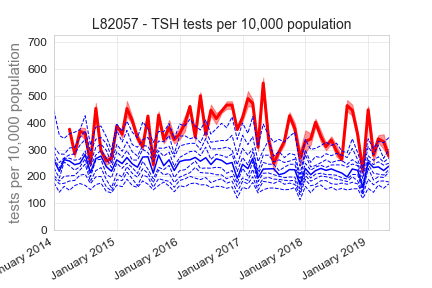 L82057 - TSH tests per 10,000 population
tests per 10,000 population
700
600
500
400
300
200
100
0
nuary 2014
January 2015
January 2016
January 2017
January 2018
January 2019